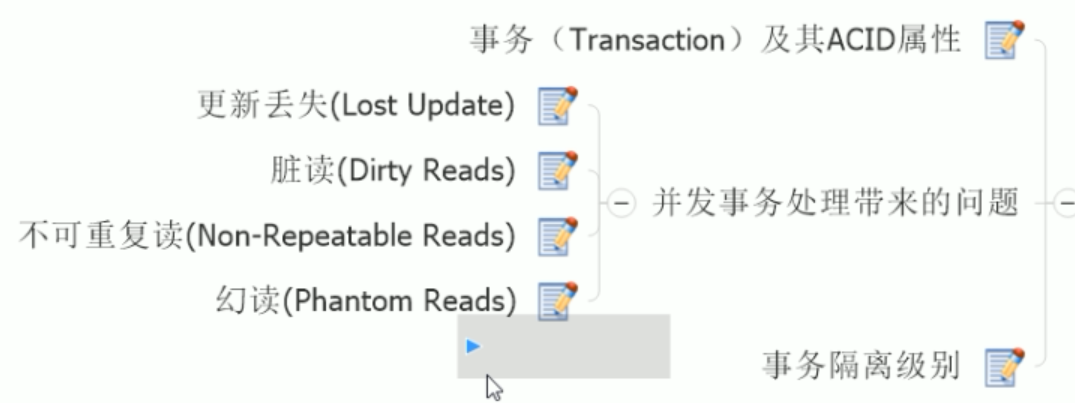 事务（Transaction）及其ACID属性
更新丢失(Lost Update)
脏读(Dirty Reads)
并发事务处理带来的问题
不可重复读(Non-Repeatable Reads)
幻读(Phantom Reads)
事务隔离级别